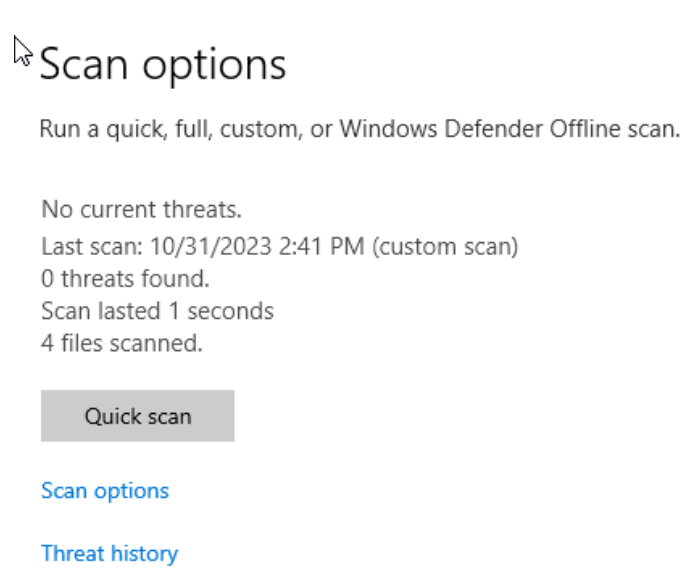 Scan options
Run a quick, full, custom, or Windows Defender Offline scan.
No current threats.
Last scan: 10/31/2023 2:41 PM (custom scan)
0 threats found.
Scan lasted 1 seconds
4 files scanned.
Quick scan
Scan options
Threat history